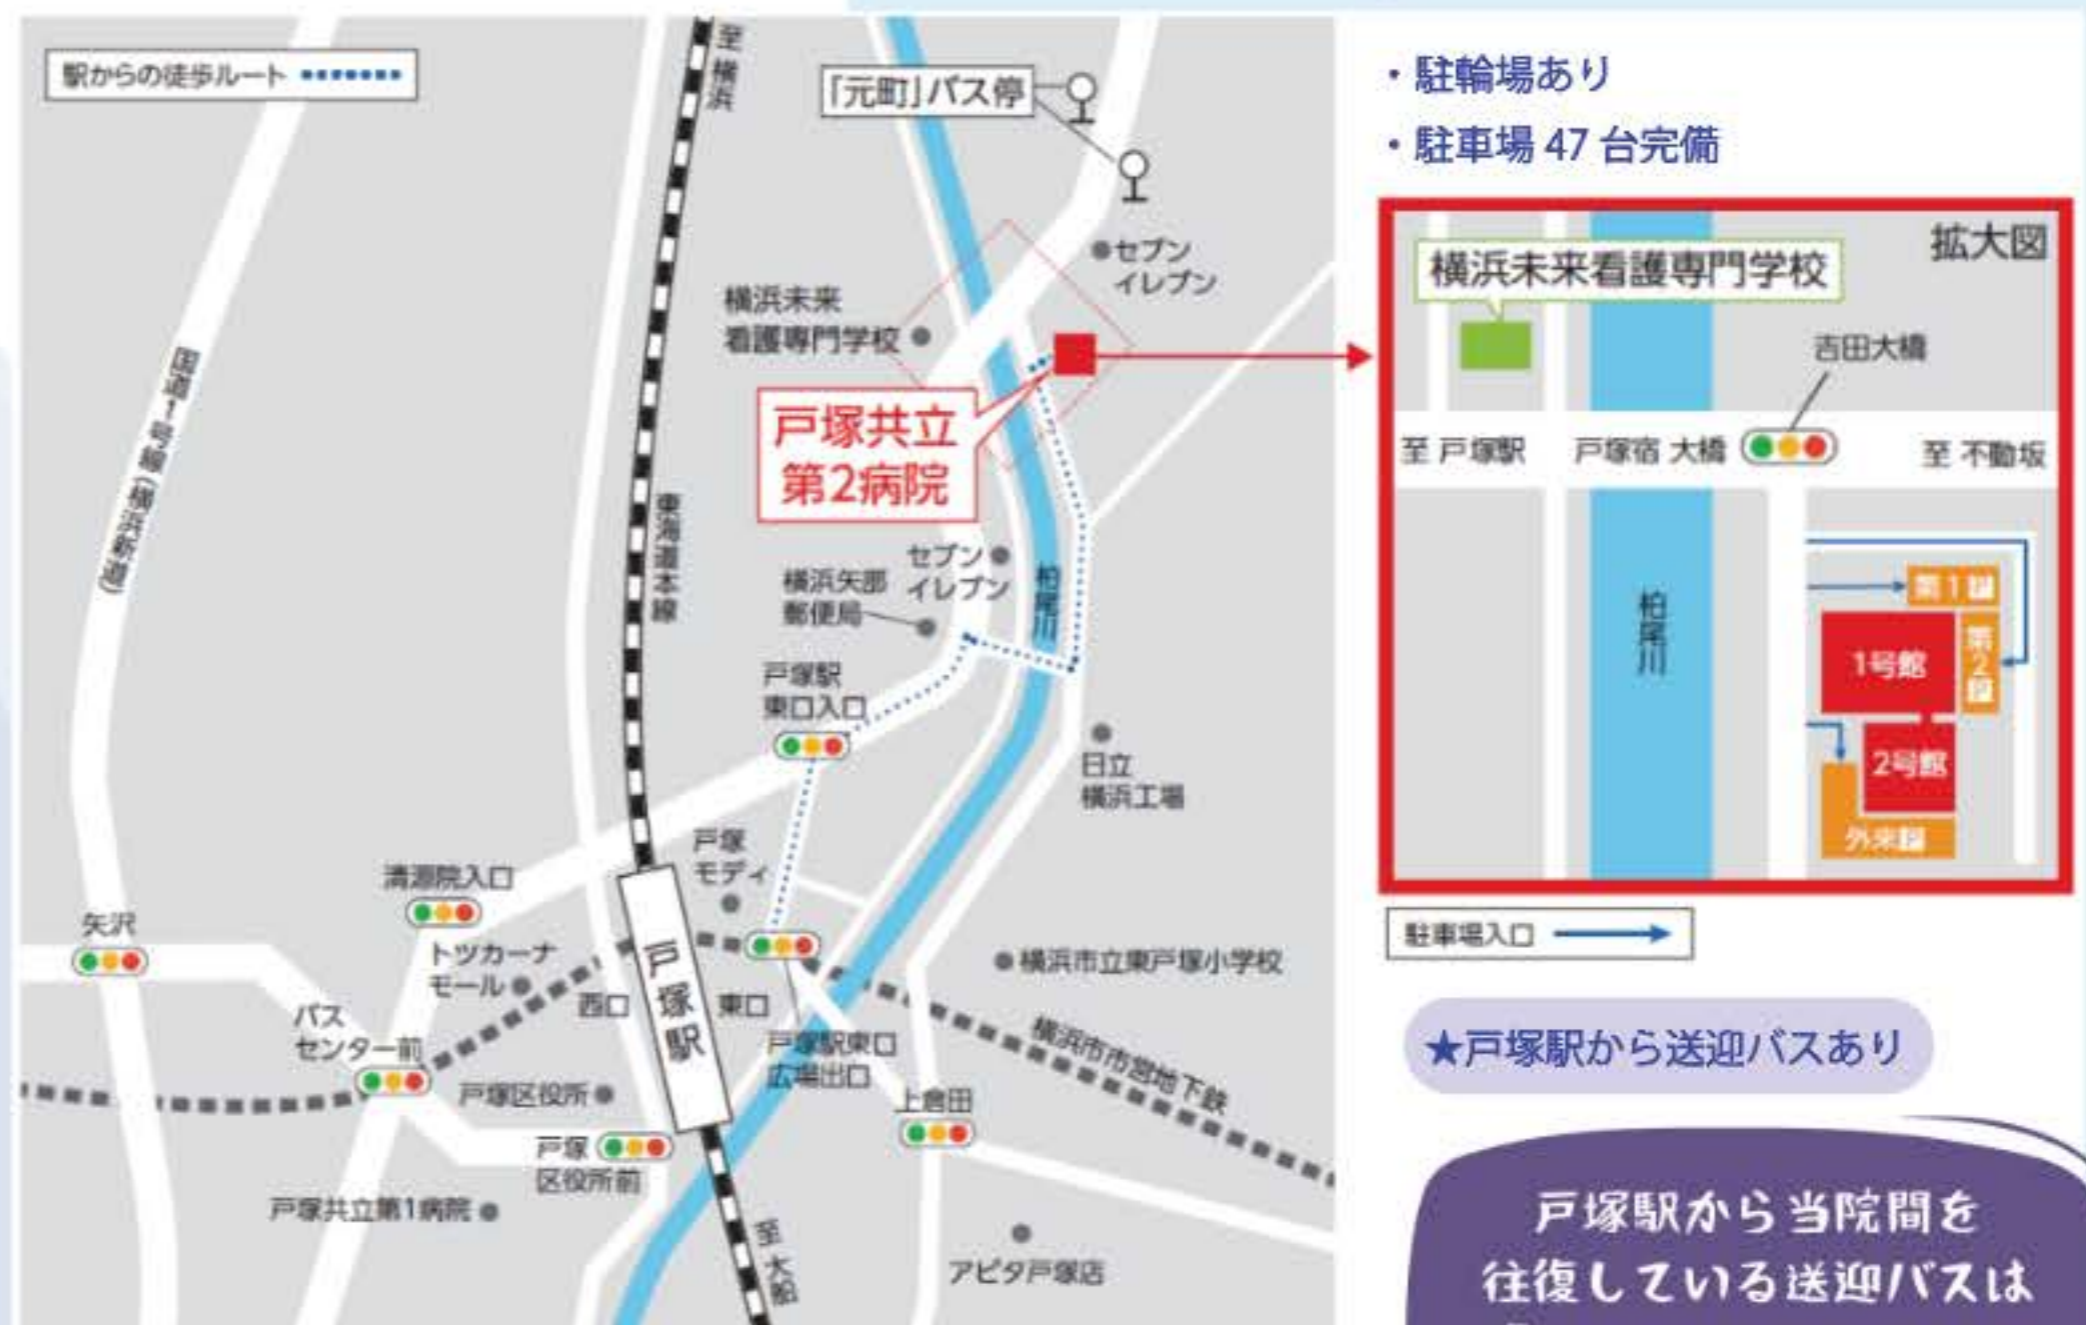 駅からの徒歩ルート
至 横浜
「元町」バス停
セブン
イレブン
横浜未来
看護専門学校
戸塚共立
第2病院
国道1号線(横浜新道)
東海道本線
セブン
イレブン
横浜矢部
郵便局
柏尾川
戸塚駅
東口入口
日立
横浜工場
戸塚
モディ
清源院入口
矢沢
トツカーナ
モール
西口
戸塚駅
東口
横浜市立東戸塚小学校
バス
センター前
戸塚駅東口
広場出口
横浜市市営地下鉄
戸塚区役所
上倉田
戸塚
区役所前
戸塚共立第1病院
至 大船
アピタ戸塚店
・駐輪場あり
・駐車場 47 台完備
拡大図
横浜未来看護専門学校
吉田大橋
至 戸塚駅
戸塚宿 大橋
至 不動坂
柏尾川
第1P
1号館
第2P
2号館
外来P
駐車場入口
★戸塚駅から送迎バスあり
戸塚駅から当院間を
往復している送迎バスは